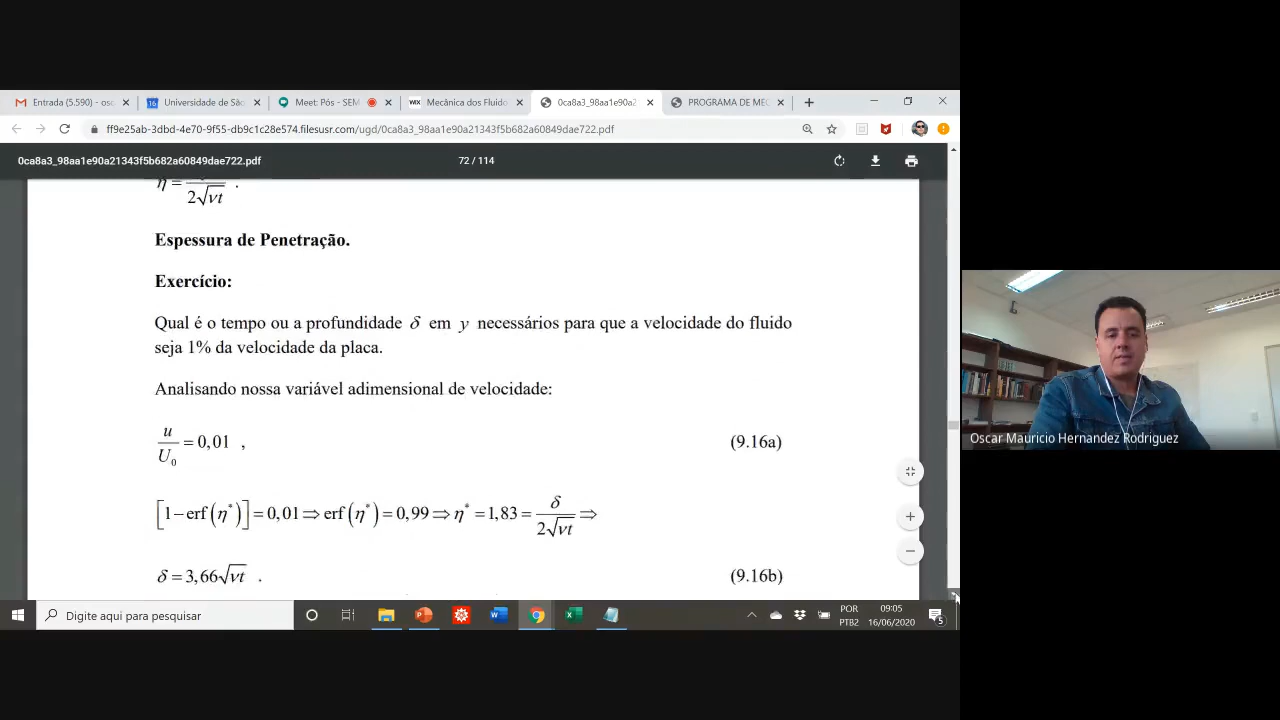 Entrada (5.590) - osc
Universidade de São
Meet: Pós - SEM
Mecânica dos Fluido
0ca8a3_98aa1e90a2
PROGRAMA DE MEC
ff9e25ab-3dbd-4e70-9f65-db9c1c28e574.filesusr.com/ugd/0ca8a3_98aa1e90a21343f5b682a60849dae722.pdf
0ca8a3_98aa1e90a21343f5b682a60849dae722.pdf
72 / 114
η = 2√νt .
Espessura de Penetração.
Exercício:
Qual é o tempo ou a profundidade δ em y necessários para que a velocidade do fluido
seja 1% da velocidade da placa.
Analisando nossa variável adimensional de velocidade:
u/U₀ = 0,01 , (9.16a)
[1−erf(η*)] = 0,01 ⇒ erf(η*) = 0,99 ⇒ η* = 1,83 = δ/2√νt ⇒
δ = 3,66√νt . (9.16b)
Oscar Mauricio Hernandez Rodriguez
Digite aqui para pesquisar
POR
PTB2
09:05
16/06/2020
5